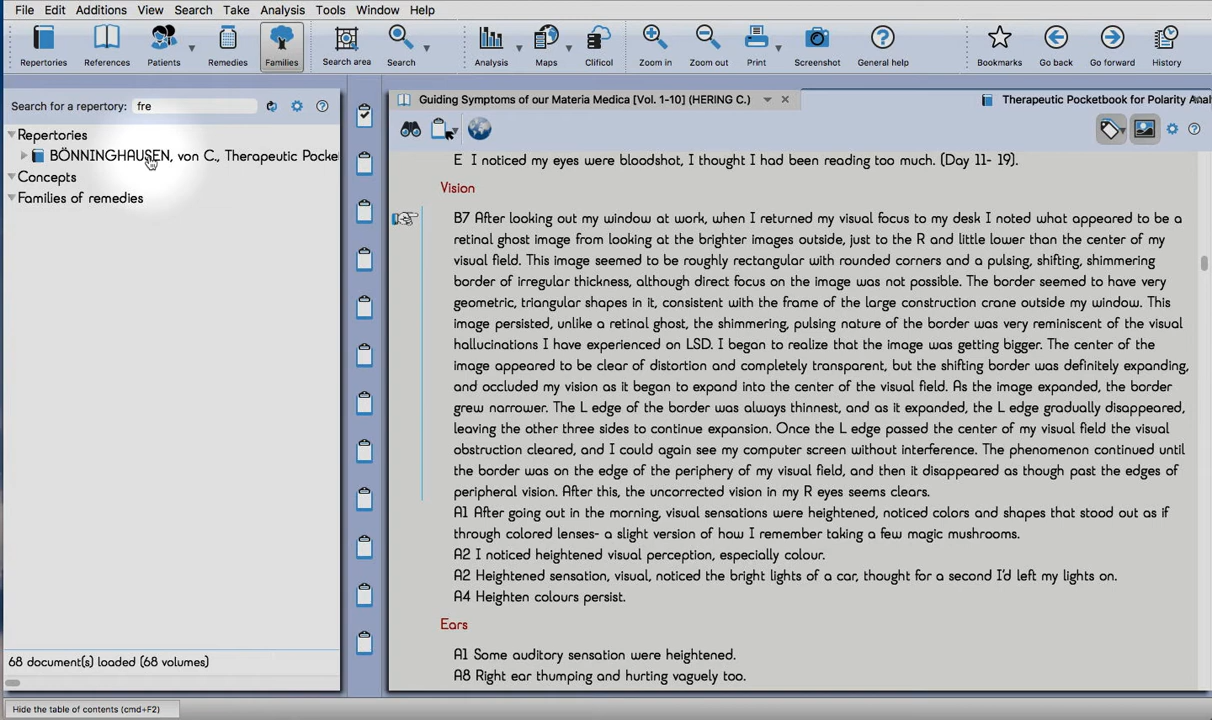 File Edit Additions View Search Take Analysis Tools Window Help
Repertories References Patients Remedies Families Search area Search Analysis Maps Clificol Zoom in Zoom out Print Screenshot General help Bookmarks Go back Go forward History
Search for a repertory: fre
Repertories
BÖNNINGHAUSEN, von C., Therapeutic Pocke
Concepts
Families of remedies
68 document(s) loaded (68 volumes)
Hide the table of contents (cmd+F2)
Guiding Symptoms of our Materia Medica [Vol. 1-10] (HERING C.) Therapeutic Pocketbook for Polarity Anal
E I noticed my eyes were bloodshot, I thought I had been reading too much. (Day 11- 19).
Vision
B7 After looking out my window at work, when I returned my visual focus to my desk I noted what appeared to be a
retinal ghost image from looking at the brighter images outside, just to the R and little lower than the center of my
visual field. This image seemed to be roughly rectangular with rounded corners and a pulsing, shifting, shimmering
border of irregular thickness, although direct focus on the image was not possible. The border seemed to have very
geometric, triangular shapes in it, consistent with the frame of the large construction crane outside my window. This
image persisted, unlike a retinal ghost, the shimmering, pulsing nature of the border was very reminiscent of the visual
hallucinations I have experienced on LSD. I began to realize that the image was getting bigger. The center of the
image appeared to be clear of distortion and completely transparent, but the shifting border was definitely expanding,
and occluded my vision as it began to expand into the center of the visual field. As the image expanded, the border
grew narrower. The L edge of the border was always thinnest, and as it expanded, the L edge gradually disappeared,
leaving the other three sides to continue expansion. Once the L edge passed the center of my visual field the visual
obstruction cleared, and I could again see my computer screen without interference. The phenomenon continued until
the border was on the edge of the periphery of my visual field, and then it disappeared as though past the edges of
peripheral vision. After this, the uncorrected vision in my R eyes seems clears.
A1 After going out in the morning, visual sensations were heightened, noticed colors and shapes that stood out as if
through colored lenses- a slight version of how I remember taking a few magic mushrooms.
A2 I noticed heightened visual perception, especially colour.
A2 Heightened sensation, visual, noticed the bright lights of a car, thought for a second I'd left my lights on.
A4 Heighten colours persist.
Ears
A1 Some auditory sensation were heightened.
A8 Right ear thumping and hurting vaguely too.